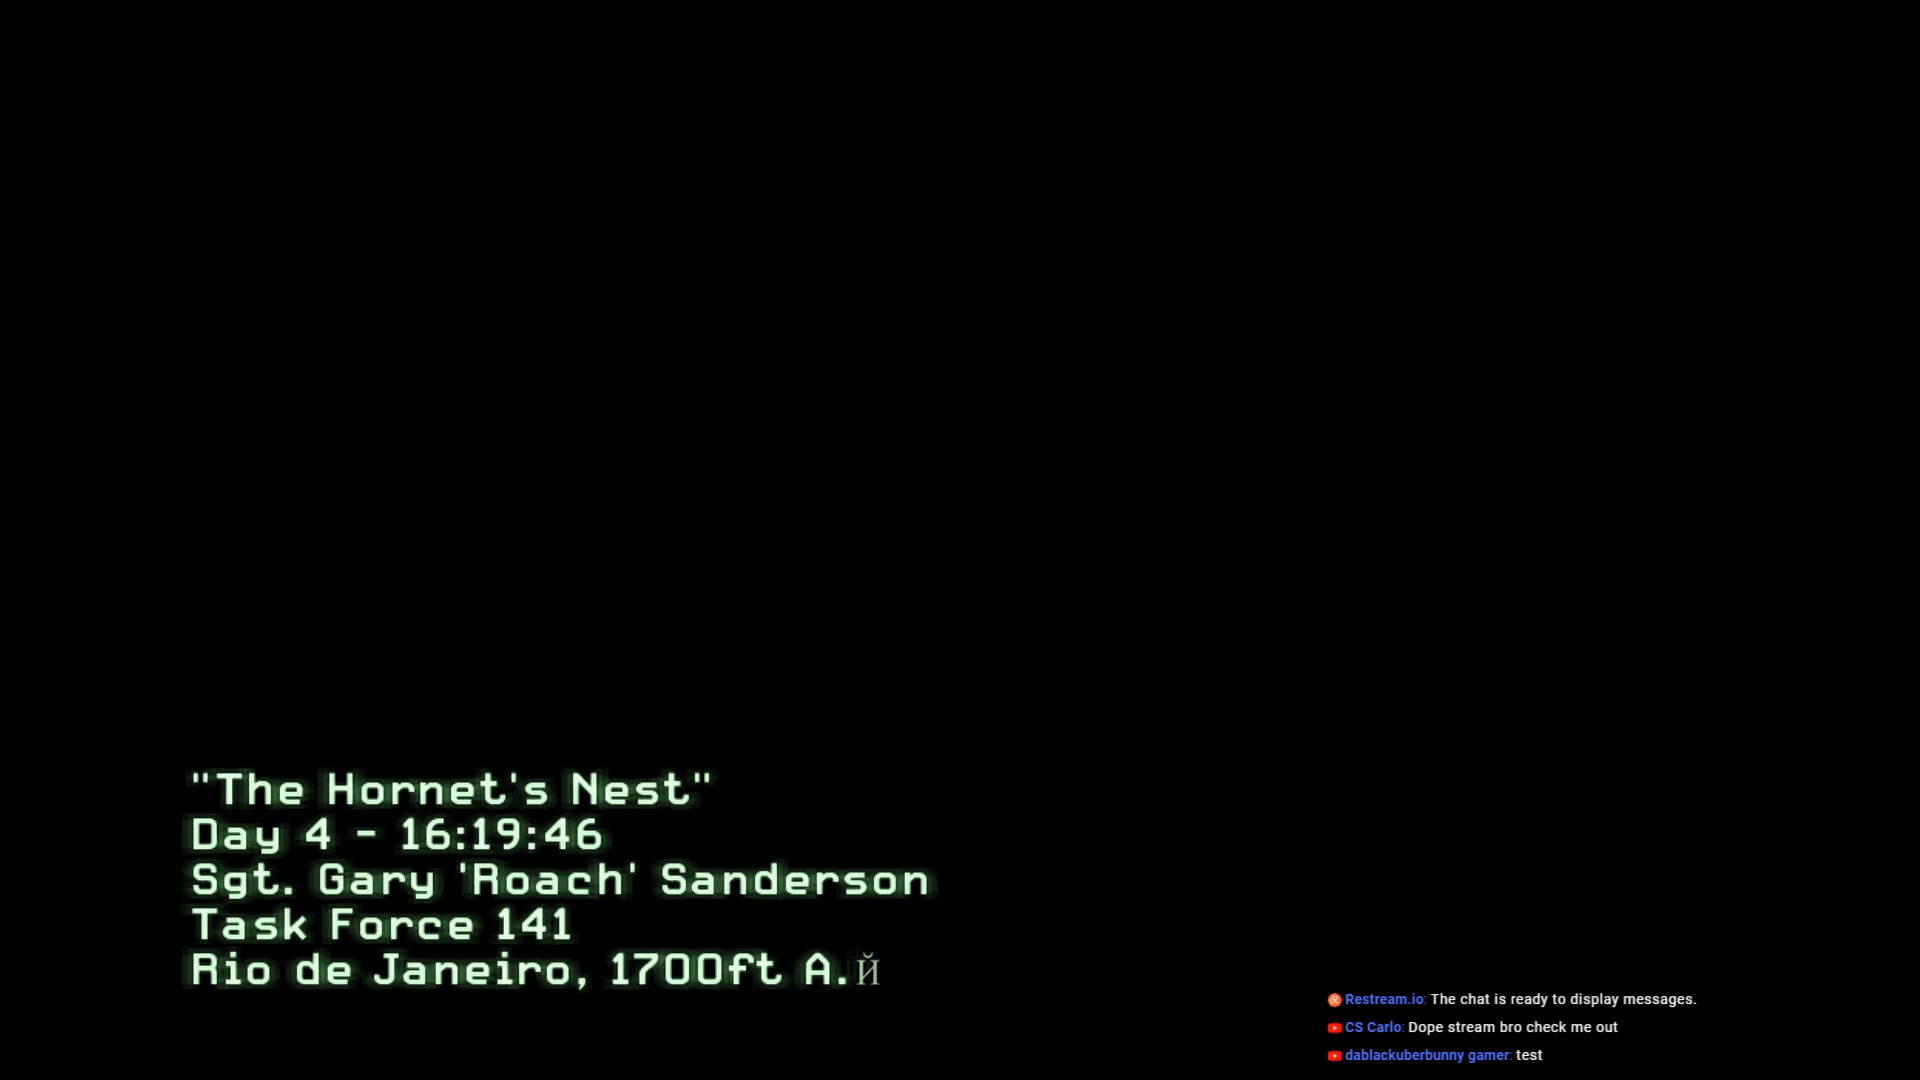 "The Hornet's Nest"
Day 4 - 16:19:46
Sgt. Gary 'Roach' Sanderson
Task Force 141
Rio de Janeiro, 1700ft A.Й
Restream.io: The chat is ready to display messages.
CS Carlo: Dope stream bro check me out
dablackuberbunny gamer: test